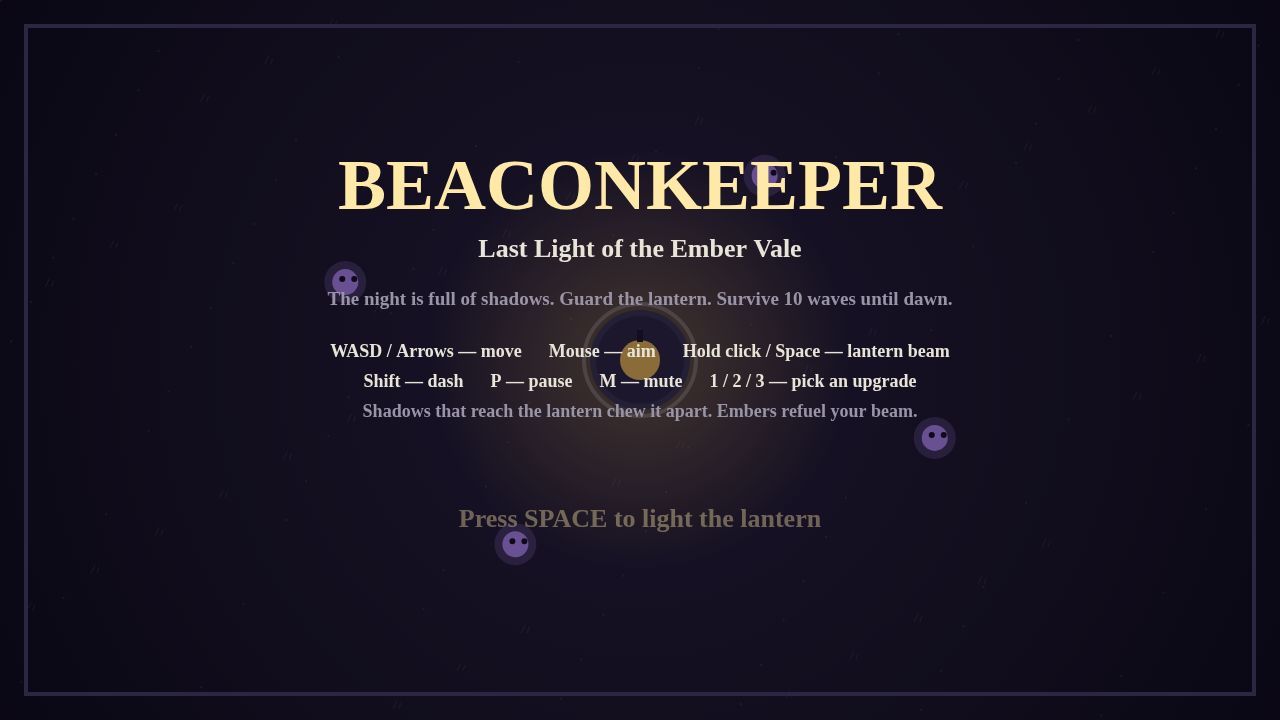 BEACONKEEPER
Last Light of the Ember Vale
The night is full of shadows. Guard the lantern. Survive 10 waves until dawn.
WASD / Arrows — move Mouse — aim Hold click / Space — lantern beam
Shift — dash P — pause M — mute 1 / 2 / 3 — pick an upgrade
Shadows that reach the lantern chew it apart. Embers refuel your beam.
Press SPACE to light the lantern